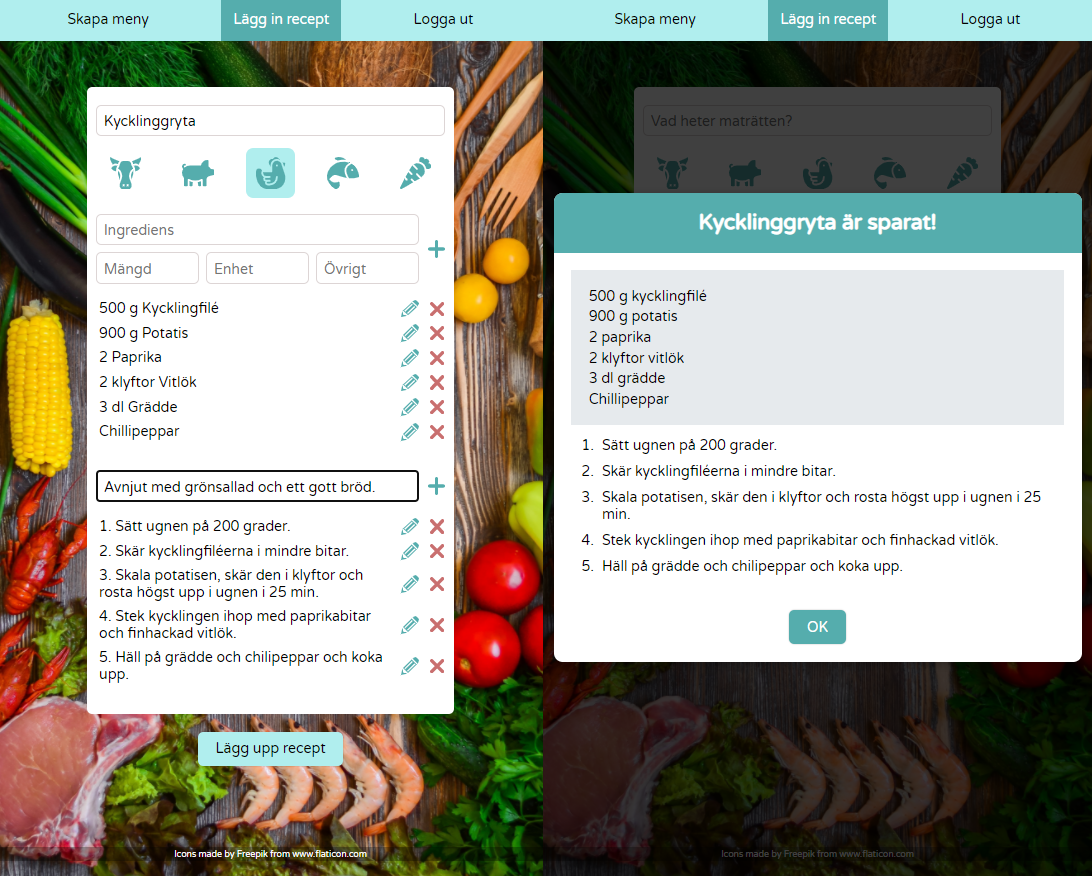 Skapa meny
Lägg in recept
Logga ut
Kycklinggryta
Ingrediens
Mängd
Enhet
Övrigt
500 g Kycklingfilé
900 g Potatis
2 Paprika
2 klyftor Vitlök
3 dl Grädde
Chillipeppar
Avnjut med grönsallad och ett gott bröd.
1. Sätt ugnen på 200 grader.
2. Skär kycklingfiléerna i mindre bitar.
3. Skala potatisen, skär den i klyftor och
rosta högst upp i ugnen i 25 min.
4. Stek kycklingen ihop med paprikabitar
och finhackad vitlök.
5. Häll på grädde och chilipeppar och koka
upp.
Lägg upp recept
Icons made by Freepik from www.flaticon.com
Skapa meny
Lägg in recept
Logga ut
Vad heter maträtten?
Kycklinggryta är sparat!
500 g kycklingfilé
900 g potatis
2 paprika
2 klyftor vitlök
3 dl grädde
Chillipeppar
1. Sätt ugnen på 200 grader.
2. Skär kycklingfiléerna i mindre bitar.
3. Skala potatisen, skär den i klyftor och rosta högst upp i ugnen i 25
min.
4. Stek kycklingen ihop med paprikabitar och finhackad vitlök.
5. Häll på grädde och chilipeppar och koka upp.
OK
Icons made by Freepik from www.flaticon.com